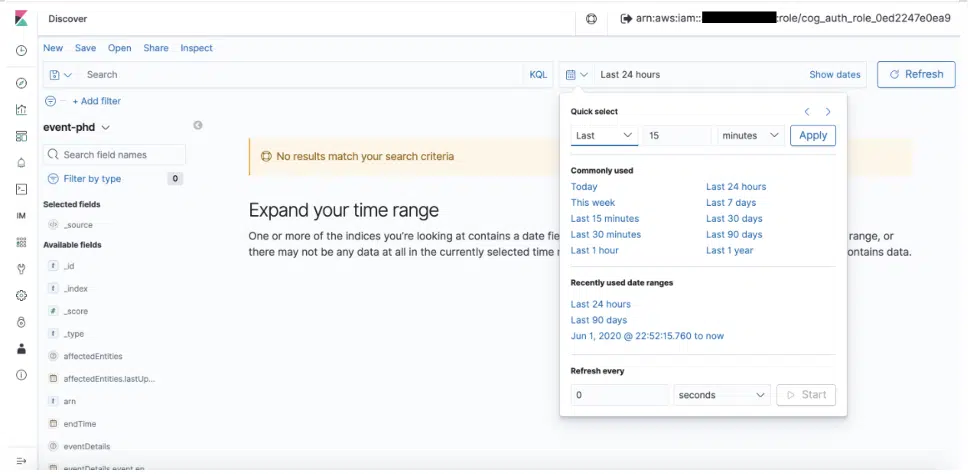 Discover
arn:aws:iam:: :role/cog_auth_role_0ed2247e0ea9
New Save Open Share Inspect
Search KQL Last 24 hours Show dates Refresh
+ Add filter
event-phd
Search field names
Filter by type 0
Selected fields
_source
Available fields
t _id
t _index
# _score
t _type
affectedEntities
affectedEntities.lastUp...
t arn
endTime
eventDetails
eventDetails.event.en
IM
No results match your search criteria
Expand your time range
One or more of the indices you're looking at contains a date fie range, or
there may not be any data at all in the currently selected time ontains data.
Quick select
Last 15 minutes Apply
Commonly used
Today Last 24 hours
This week Last 7 days
Last 15 minutes Last 30 days
Last 30 minutes Last 90 days
Last 1 hour Last 1 year
Recently used date ranges
Last 24 hours
Last 90 days
Jun 1, 2020 @ 22:52:15.760 to now
Refresh every
0 seconds Start